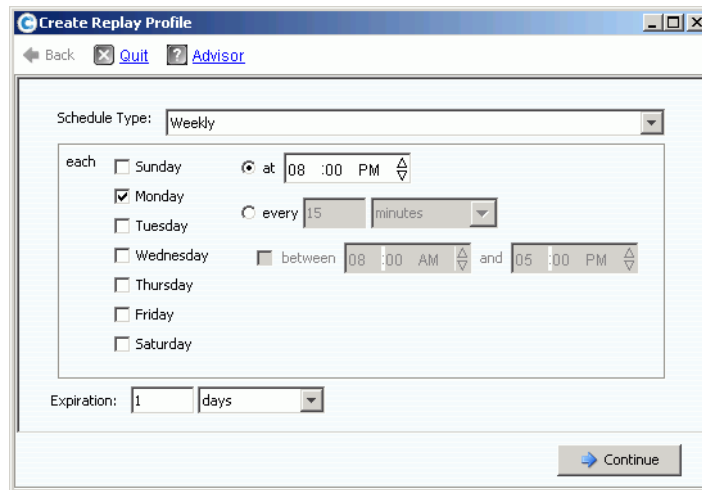 Create Replay Profile
Back Quit Advisor
Schedule Type: Weekly
each Sunday at 08 :00 PM
Monday
Tuesday every 15 minutes
Wednesday between 08 :00 AM and 05 :00 PM
Thursday
Friday
Saturday
Expiration: 1 days
Continue